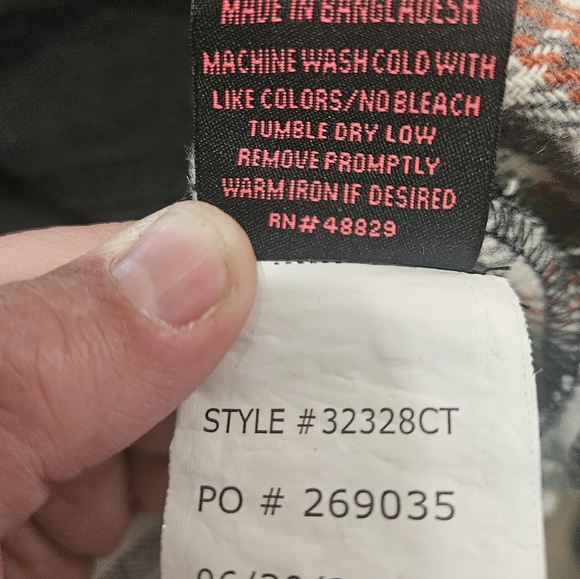 MADE IN BANGLADESH
MACHINE WASH COLD WITH
LIKE COLORS/NO BLEACH
TUMBLE DRY LOW
REMOVE PROMPTLY
WARM IRON IF DESIRED
RN# 48829
STYLE #32328CT
PO # 269035